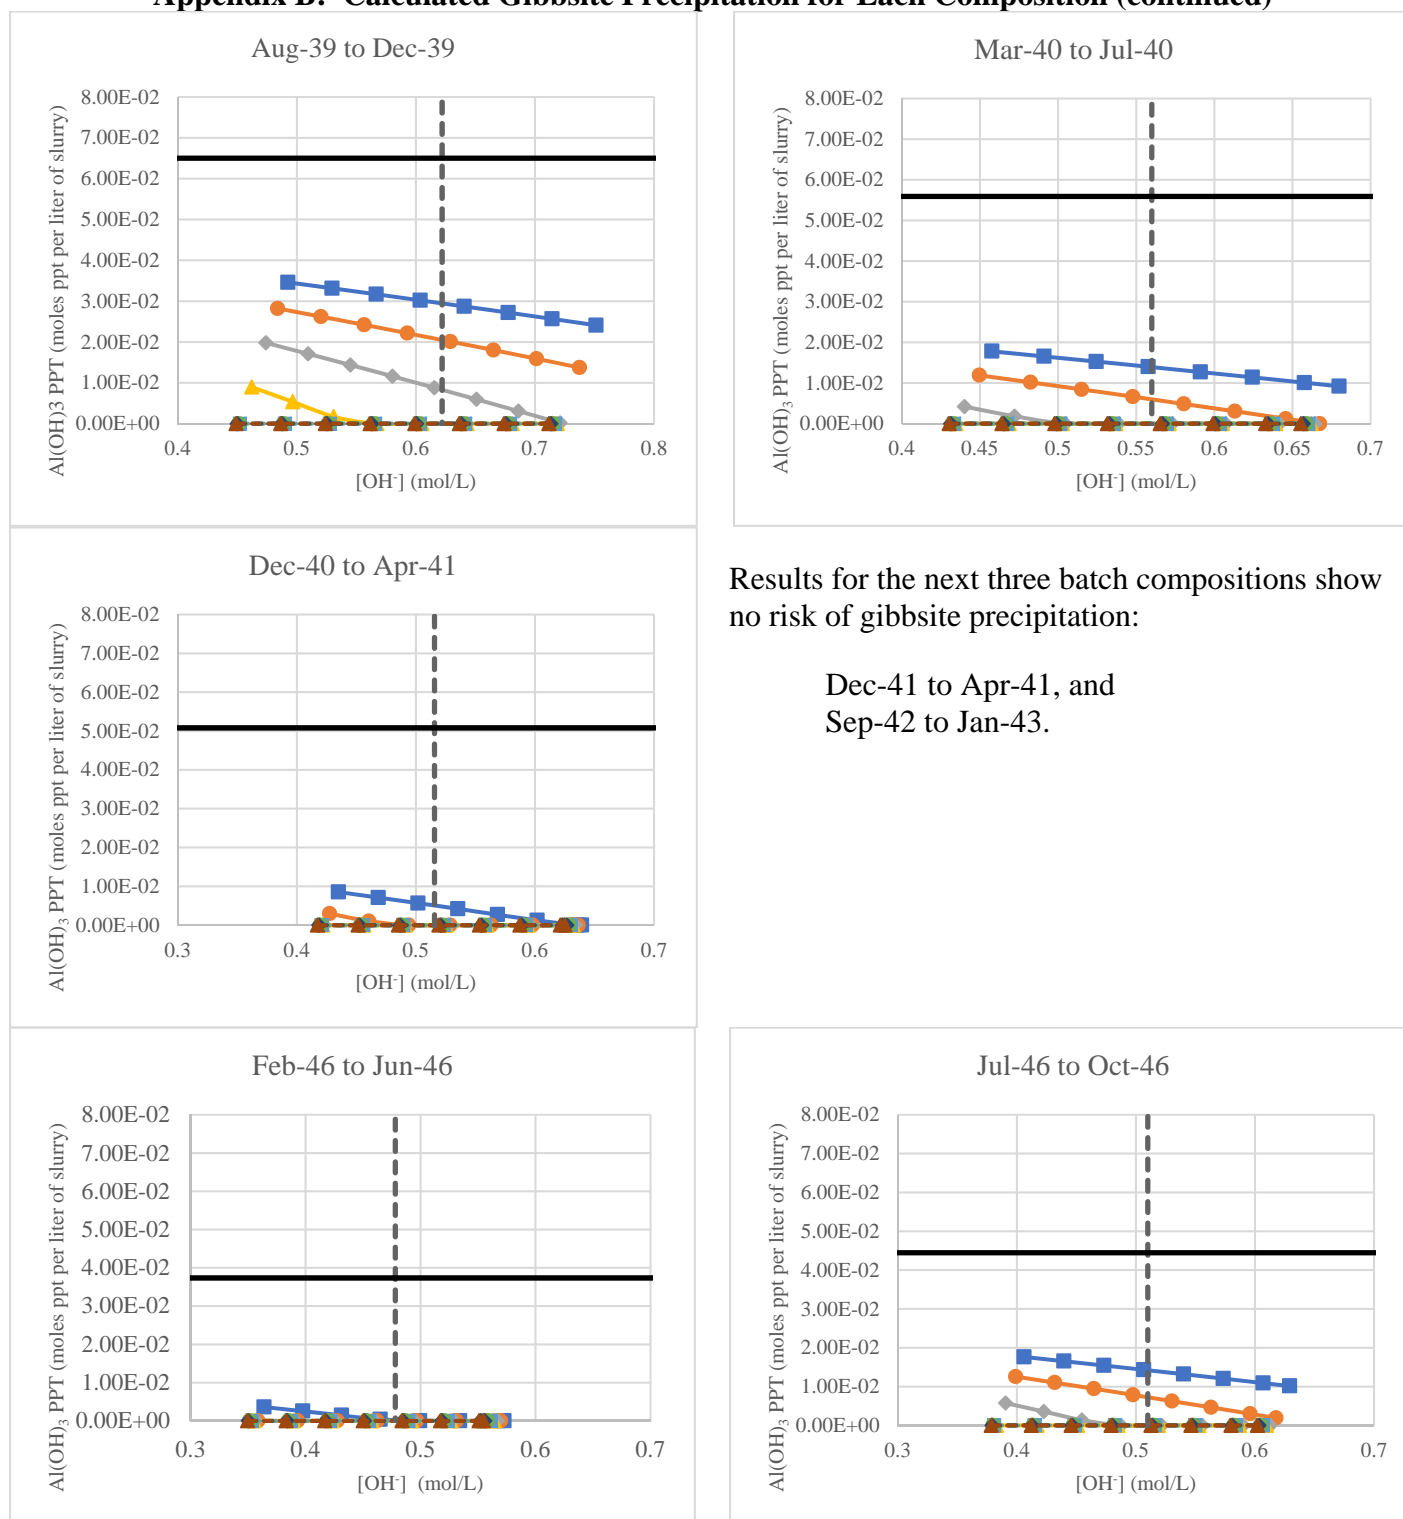 Appendix B: Calculated Gibbsite Precipitation for Each Composition (continued)
Aug-39 to Dec-39
Al(OH)3 PPT (moles ppt per liter of slurry)
8.00E-02
7.00E-02
6.00E-02
5.00E-02
4.00E-02
3.00E-02
2.00E-02
1.00E-02
0.00E+00
0.4 0.5 0.6 0.7 0.8
[OH-] (mol/L)
Mar-40 to Jul-40
Al(OH)3 PPT (moles ppt per liter of slurry)
8.00E-02
7.00E-02
6.00E-02
5.00E-02
4.00E-02
3.00E-02
2.00E-02
1.00E-02
0.00E+00
0.4 0.45 0.5 0.55 0.6 0.65 0.7
[OH-] (mol/L)
Dec-40 to Apr-41
Al(OH)3 PPT (moles ppt per liter of slurry)
8.00E-02
7.00E-02
6.00E-02
5.00E-02
4.00E-02
3.00E-02
2.00E-02
1.00E-02
0.00E+00
0.3 0.4 0.5 0.6 0.7
[OH-] (mol/L)
Results for the next three batch compositions show
no risk of gibbsite precipitation:
Dec-41 to Apr-41, and
Sep-42 to Jan-43.
Feb-46 to Jun-46
Al(OH)3 PPT (moles ppt per liter of slurry)
8.00E-02
7.00E-02
6.00E-02
5.00E-02
4.00E-02
3.00E-02
2.00E-02
1.00E-02
0.00E+00
0.3 0.4 0.5 0.6 0.7
[OH-] (mol/L)
Jul-46 to Oct-46
Al(OH)3 PPT (moles ppt per liter of slurry)
8.00E-02
7.00E-02
6.00E-02
5.00E-02
4.00E-02
3.00E-02
2.00E-02
1.00E-02
0.00E+00
0.3 0.4 0.5 0.6 0.7
[OH-] (mol/L)